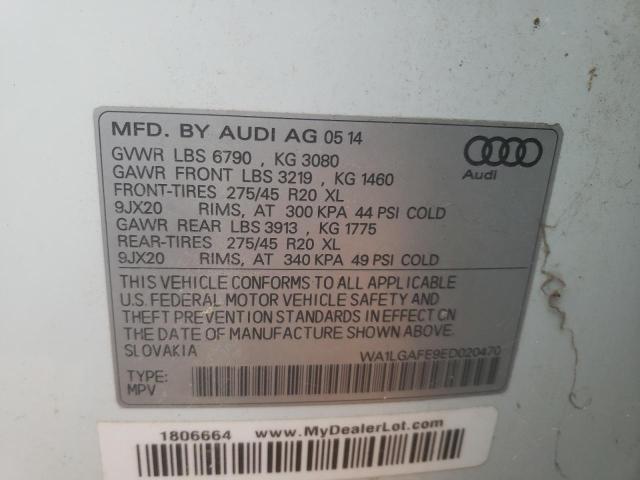 MFD. BY AUDI AG 05 14
GVWR LBS 6790 , KG 3080
GAWR FRONT LBS 3219 , KG 1460
FRONT-TIRES 275/45 R20 XL
9JX20 RIMS, AT 300 KPA 44 PSI COLD
GAWR REAR LBS 3913 , KG 1775
REAR-TIRES 275/45 R20 XL
9JX20 RIMS, AT 340 KPA 49 PSI COLD
Audi
THIS VEHICLE CONFORMS TO ALL APPLICABLE
U.S. FEDERAL MOTOR VEHICLE SAFETY AND
THEFT PREVENTION STANDARDS IN EFFECT ON
THE DATE OF MANUFACTURE SHOWN ABOVE.
SLOVAKIA WA1LGAFE9ED020470
TYPE:
MPV
1806664 www.MyDealerLot.com